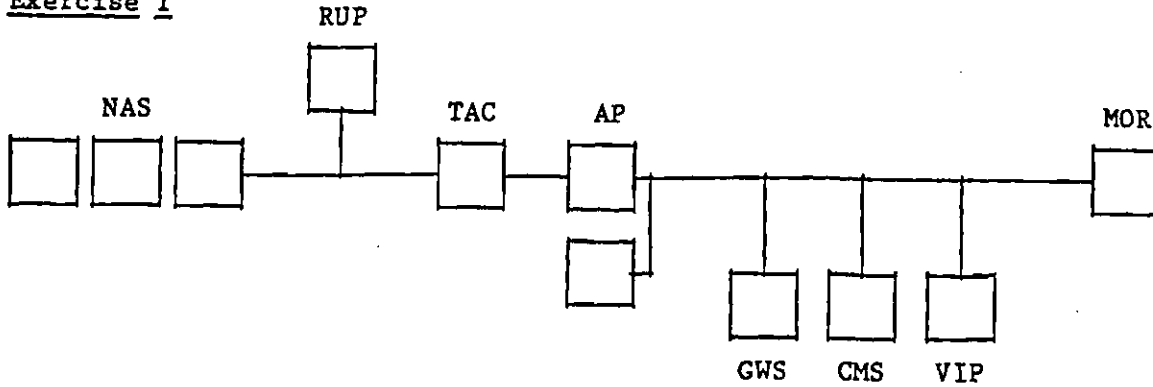 Exercise I
RUP
NAS
TAC
AP
MOR
GWS
CMS
VIP